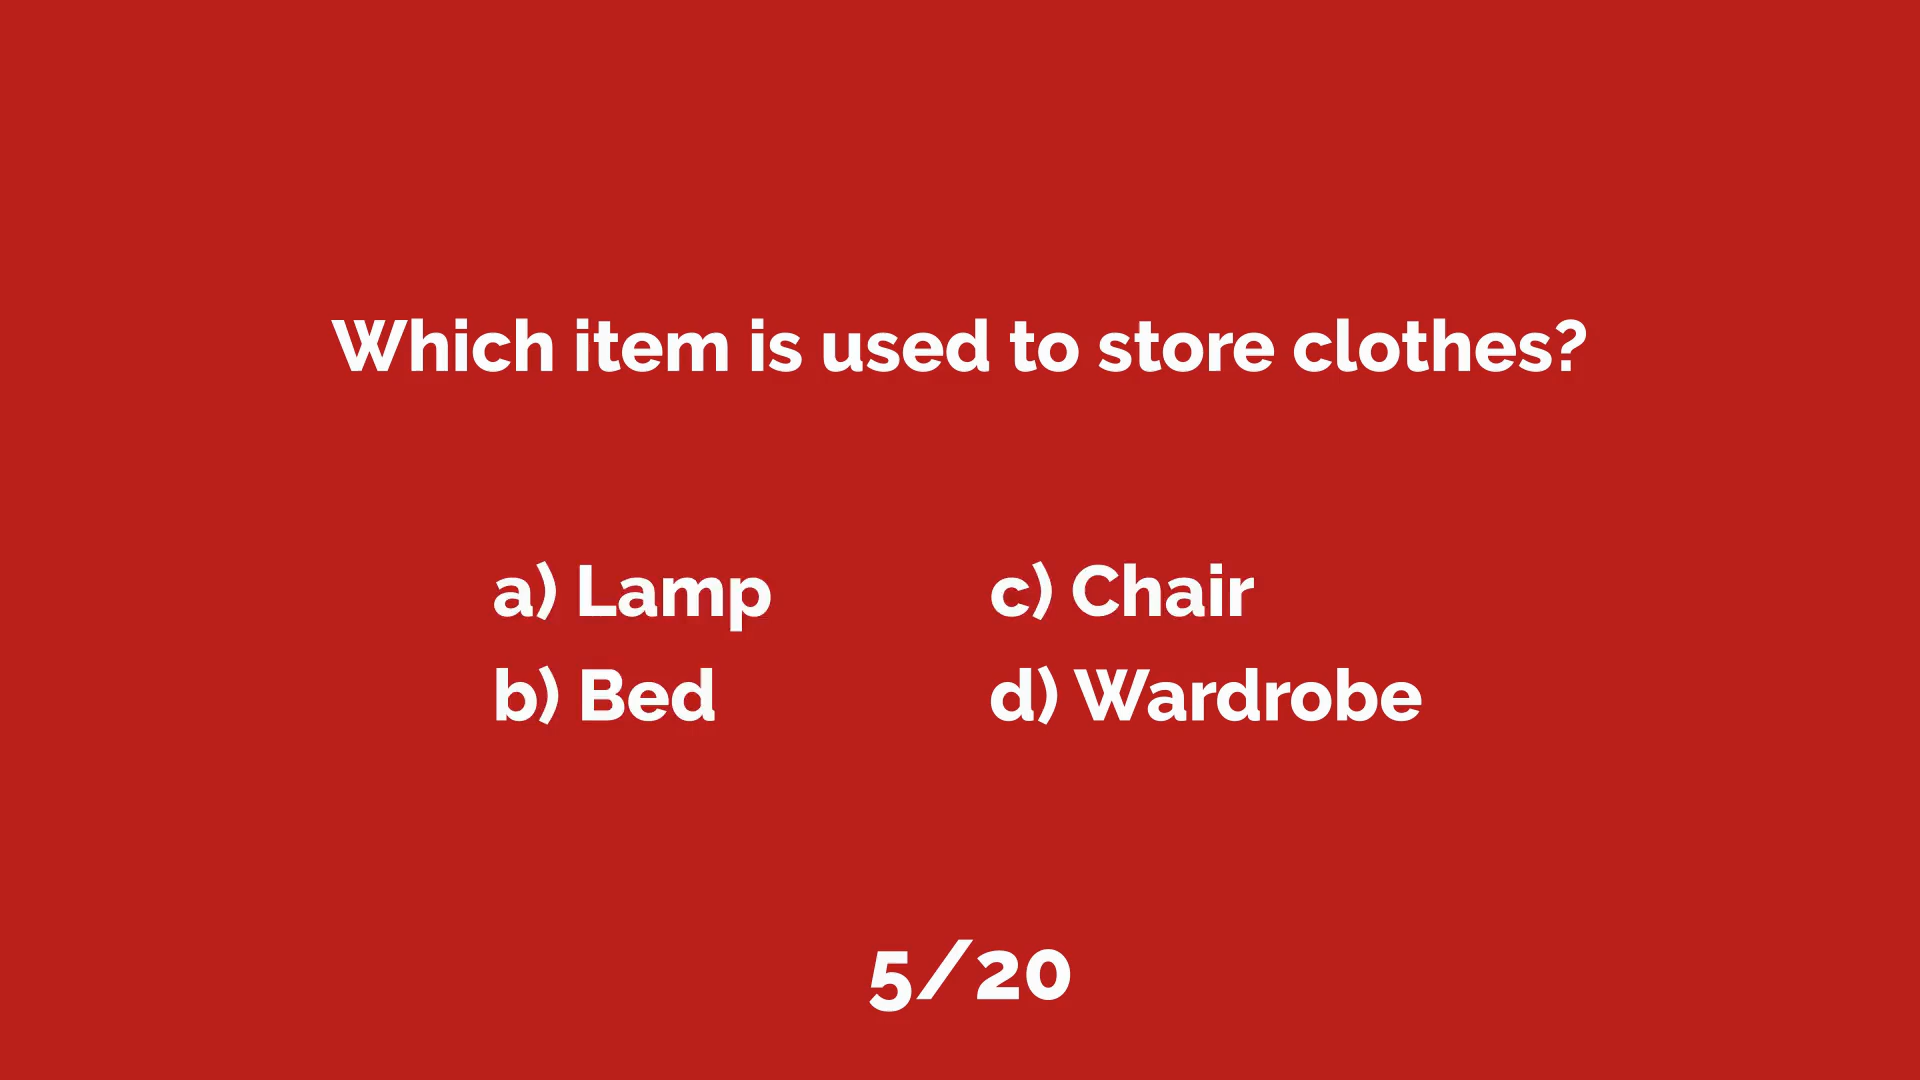 Which item is used to store clothes?
a) Lamp
b) Bed
c) Chair
d) Wardrobe
5/20